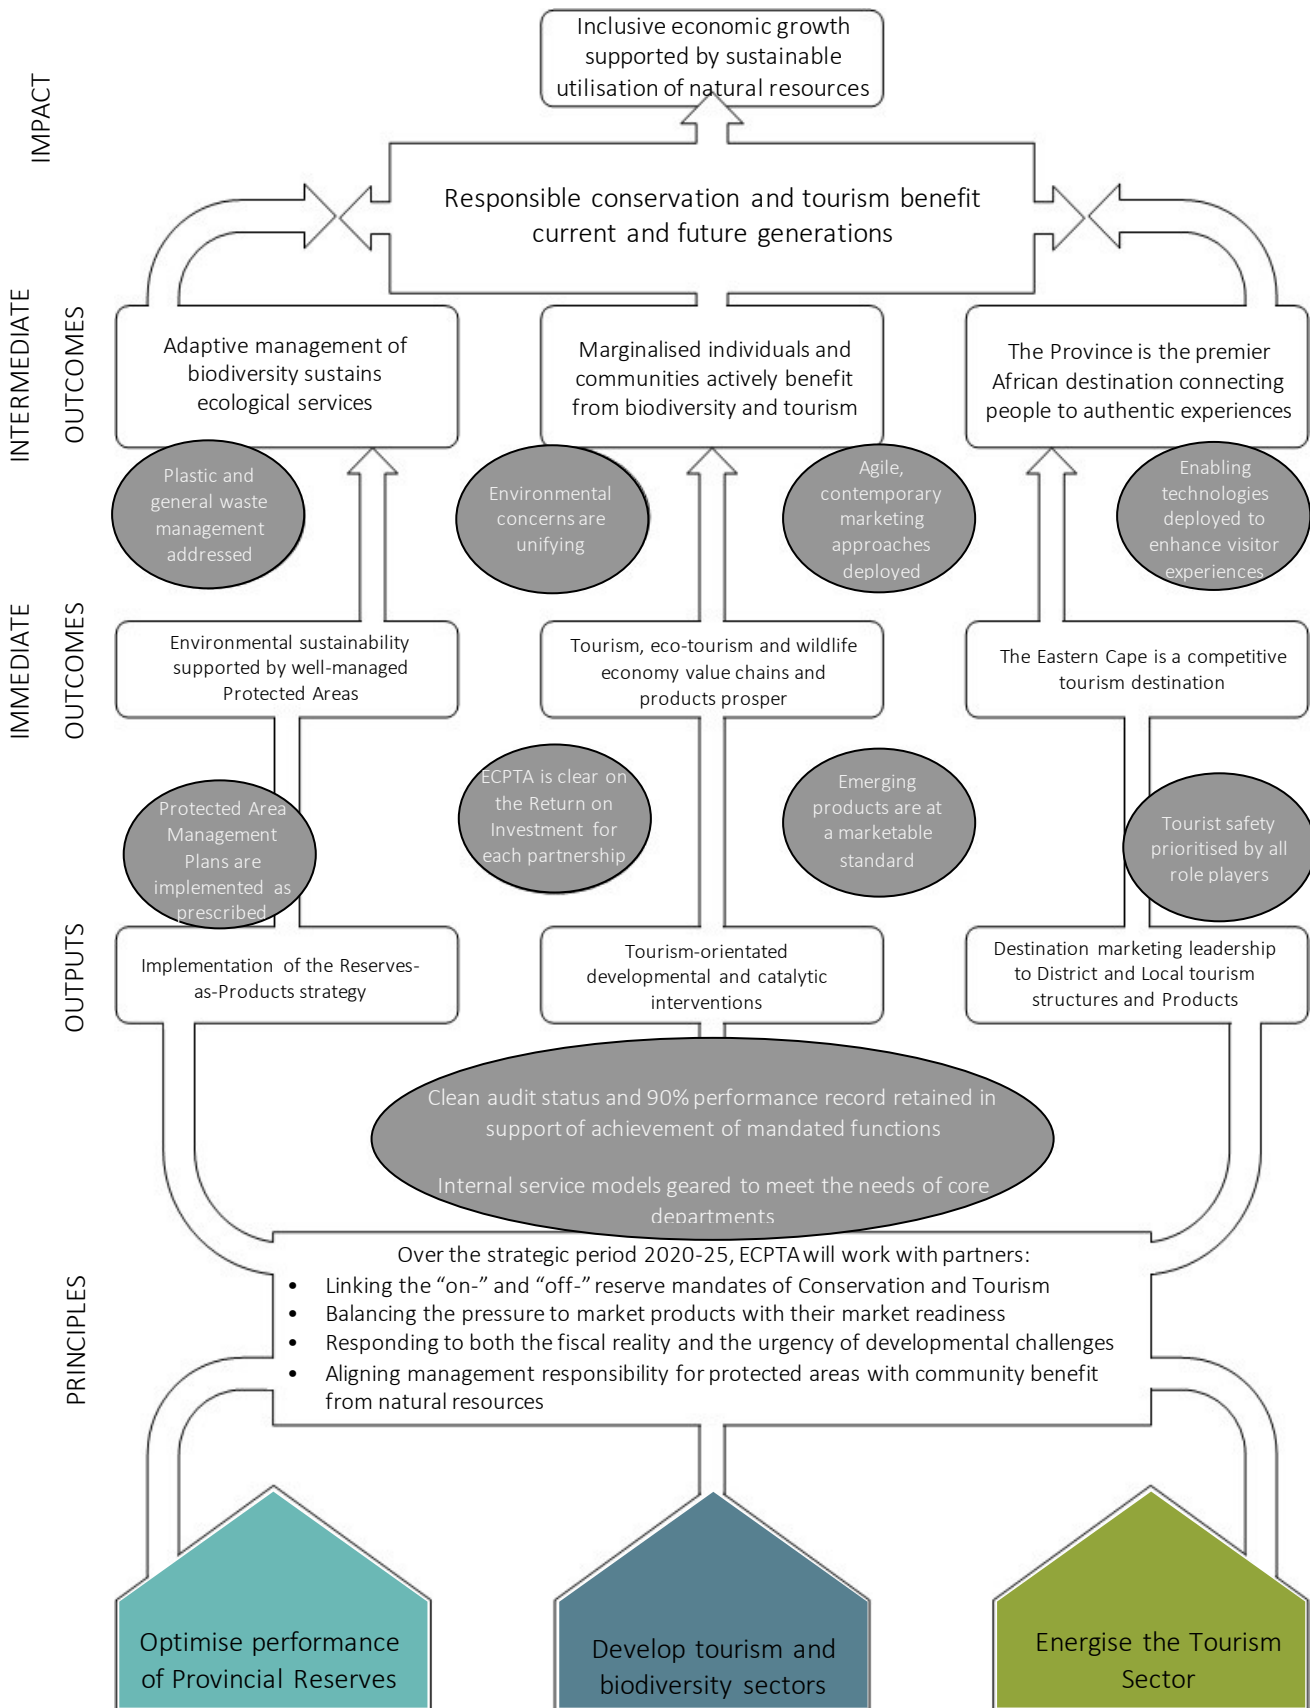 IMPACT
Inclusive economic growth
supported by sustainable
utilisation of natural resources
Responsible conservation and tourism benefit
current and future generations
INTERMEDIATE
OUTCOMES
Adaptive management of
biodiversity sustains
ecological services
Marginalised individuals and
communities actively benefit
from biodiversity and tourism
The Province is the premier
African destination connecting
people to authentic experiences
Plastic and
general waste
management
addressed
Environmental
concerns are
unifying
Agile,
contemporary
marketing
approaches
deployed
Enabling
technologies
deployed to
enhance visitor
experiences
IMMEDIATE
OUTCOMES
Environmental sustainability
supported by well-managed
Protected Areas
Tourism, eco-tourism and wildlife
economy value chains and
products prosper
The Eastern Cape is a competitive
tourism destination
Protected Area
Management
Plans are
implemented as
prescribed
ECPTA is clear on
the Return on
Investment for
each partnership
Emerging
products are at
a marketable
standard
Tourist safety
prioritised by all
role players
OUTPUTS
Implementation of the Reserves-
as-Products strategy
Tourism-orientated
developmental and catalytic
interventions
Destination marketing leadership
to District and Local tourism
structures and Products
Clean audit status and 90% performance record retained in
support of achievement of mandated functions
Internal service models geared to meet the needs of core
departments
PRINCIPLES
Over the strategic period 2020-25, ECPTA will work with partners:
• Linking the “on-” and “off-” reserve mandates of Conservation and Tourism
• Balancing the pressure to market products with their market readiness
• Responding to both the fiscal reality and the urgency of developmental challenges
• Aligning management responsibility for protected areas with community benefit
from natural resources
Optimise performance
of Provincial Reserves
Develop tourism and
biodiversity sectors
Energise the Tourism
Sector